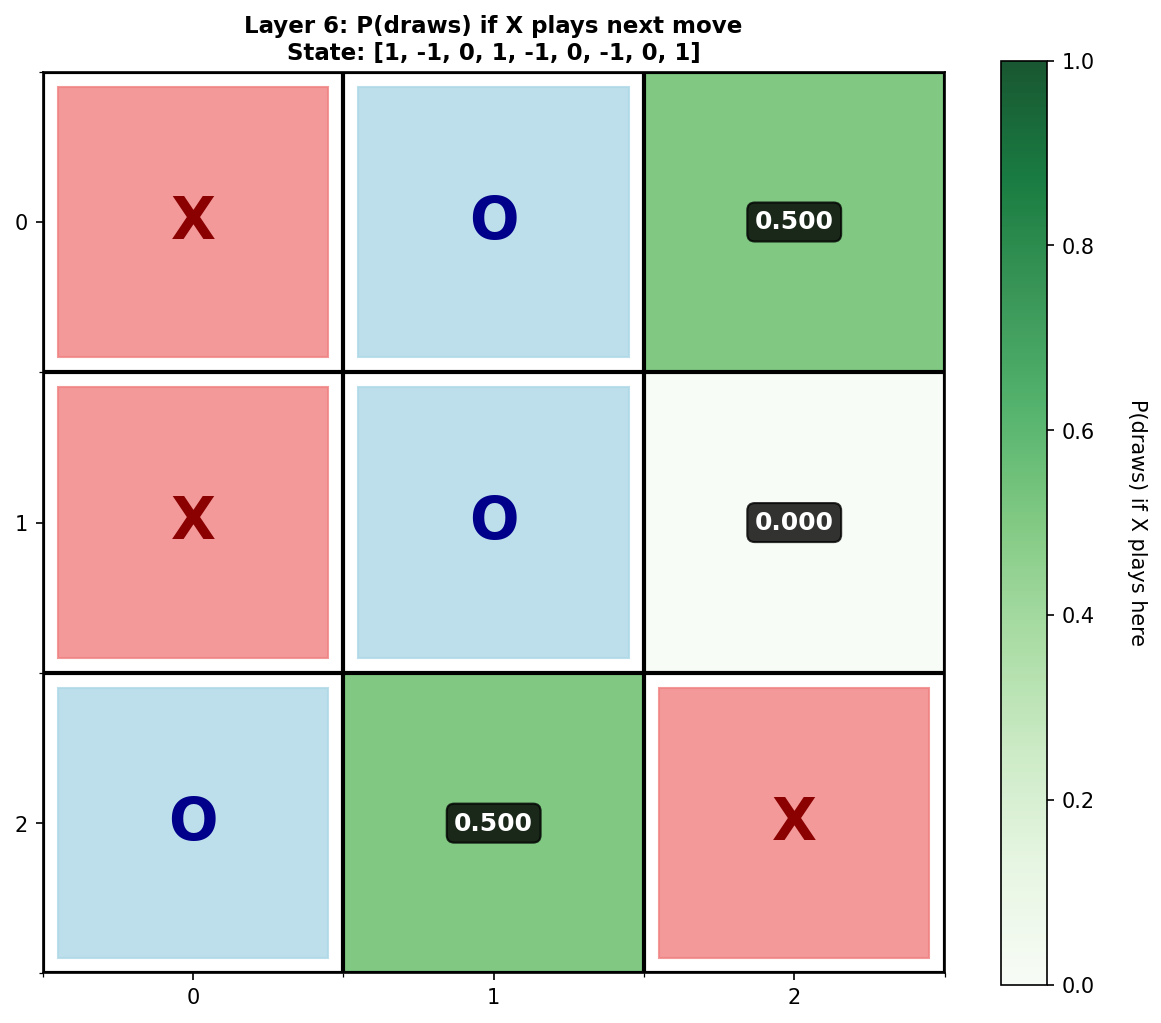 Layer 6: P(draws) if X plays next move
State: [1, -1, 0, 1, -1, 0, -1, 0, 1]
0
X
O
0.500
1
X
O
0.000
2
O
0.500
X
0
1
2
1.0
0.8
0.6
0.4
0.2
0.0
P(draws) if X plays here